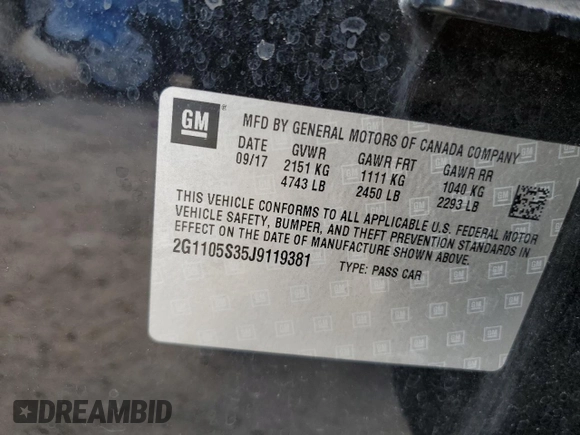 GM
MFD BY GENERAL MOTORS OF CANADA COMPANY
DATE GVWR GAWR FRT GAWR RR
09/17 2151 KG 1111 KG 1040 KG
4743 LB 2450 LB 2293 LB
THIS VEHICLE CONFORMS TO ALL APPLICABLE U.S. FEDERAL MOTOR
VEHICLE SAFETY, BUMPER, AND THEFT PREVENTION STANDARDS IN
EFFECT ON THE DATE OF MANUFACTURE SHOWN ABOVE.
2G1105S35J9119381 TYPE: PASS CAR
DREAMBID